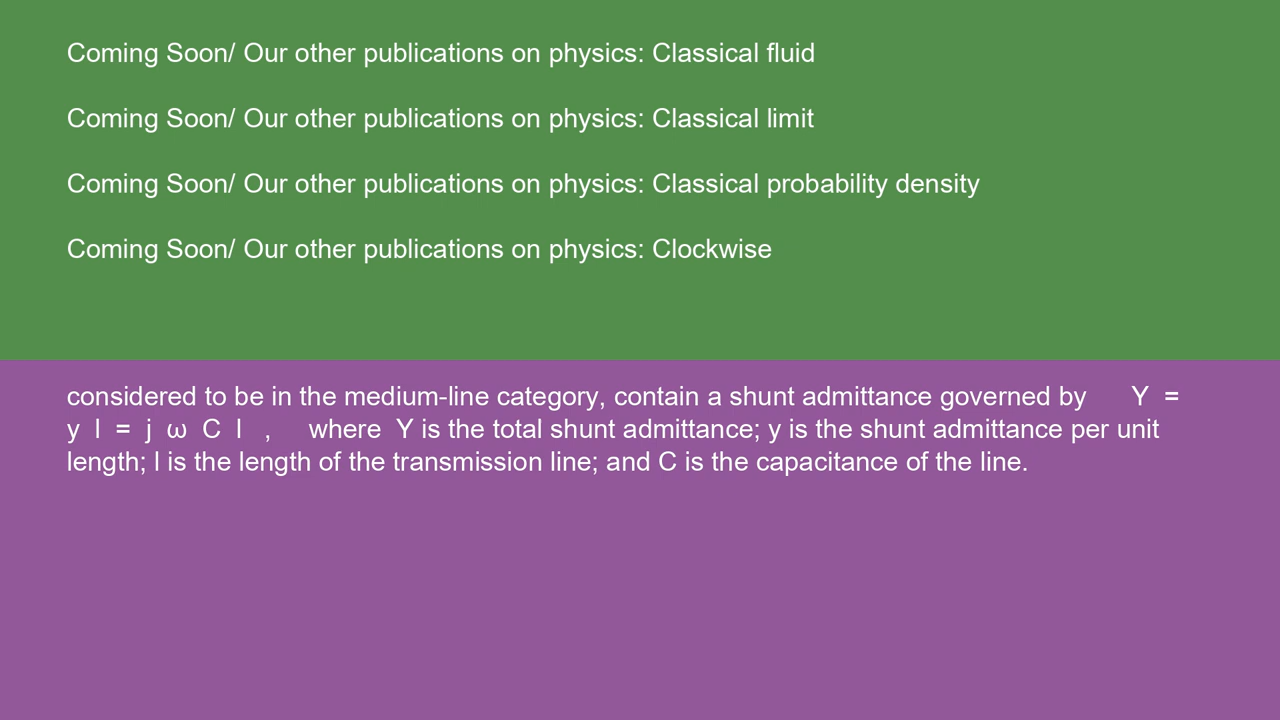 Coming Soon/ Our other publications on physics: Classical fluid
Coming Soon/ Our other publications on physics: Classical limit
Coming Soon/ Our other publications on physics: Classical probability density
Coming Soon/ Our other publications on physics: Clockwise
considered to be in the medium-line category, contain a shunt admittance governed by Y =
y l = j ω C l , where Y is the total shunt admittance; y is the shunt admittance per unit
length; l is the length of the transmission line; and C is the capacitance of the line.